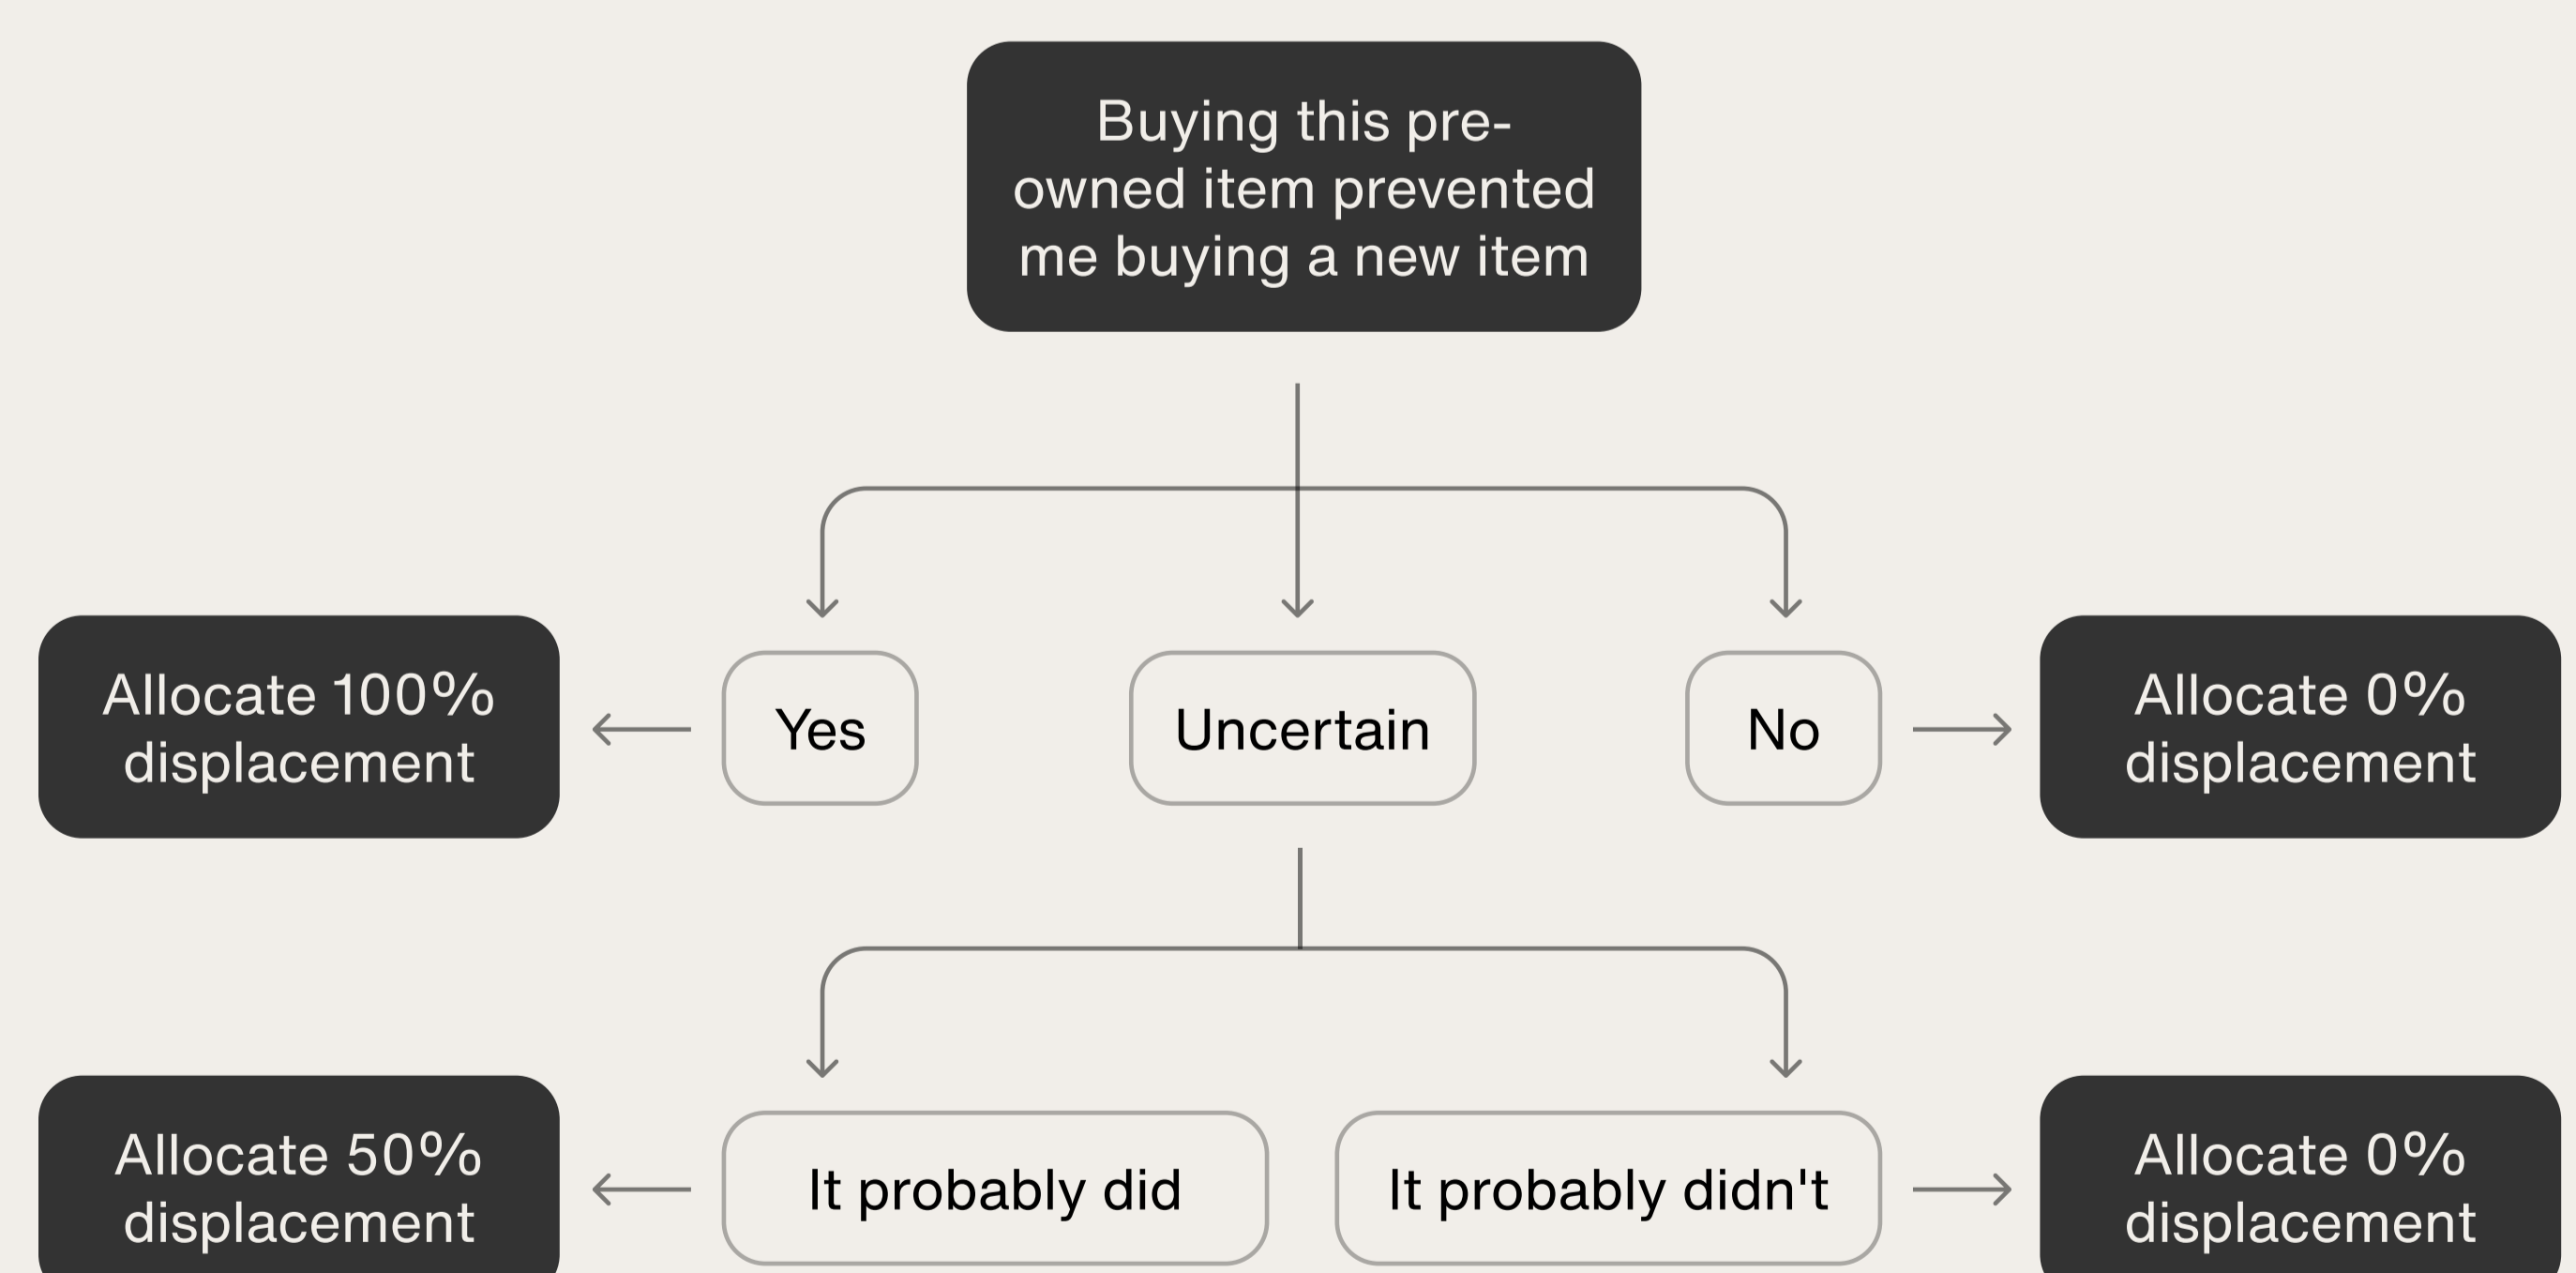 Buying this pre-
owned item prevented
me buying a new item
Allocate 100%
displacement
Yes
Uncertain
No
Allocate 0%
displacement
Allocate 50%
displacement
It probably did
It probably didn't
Allocate 0%
displacement